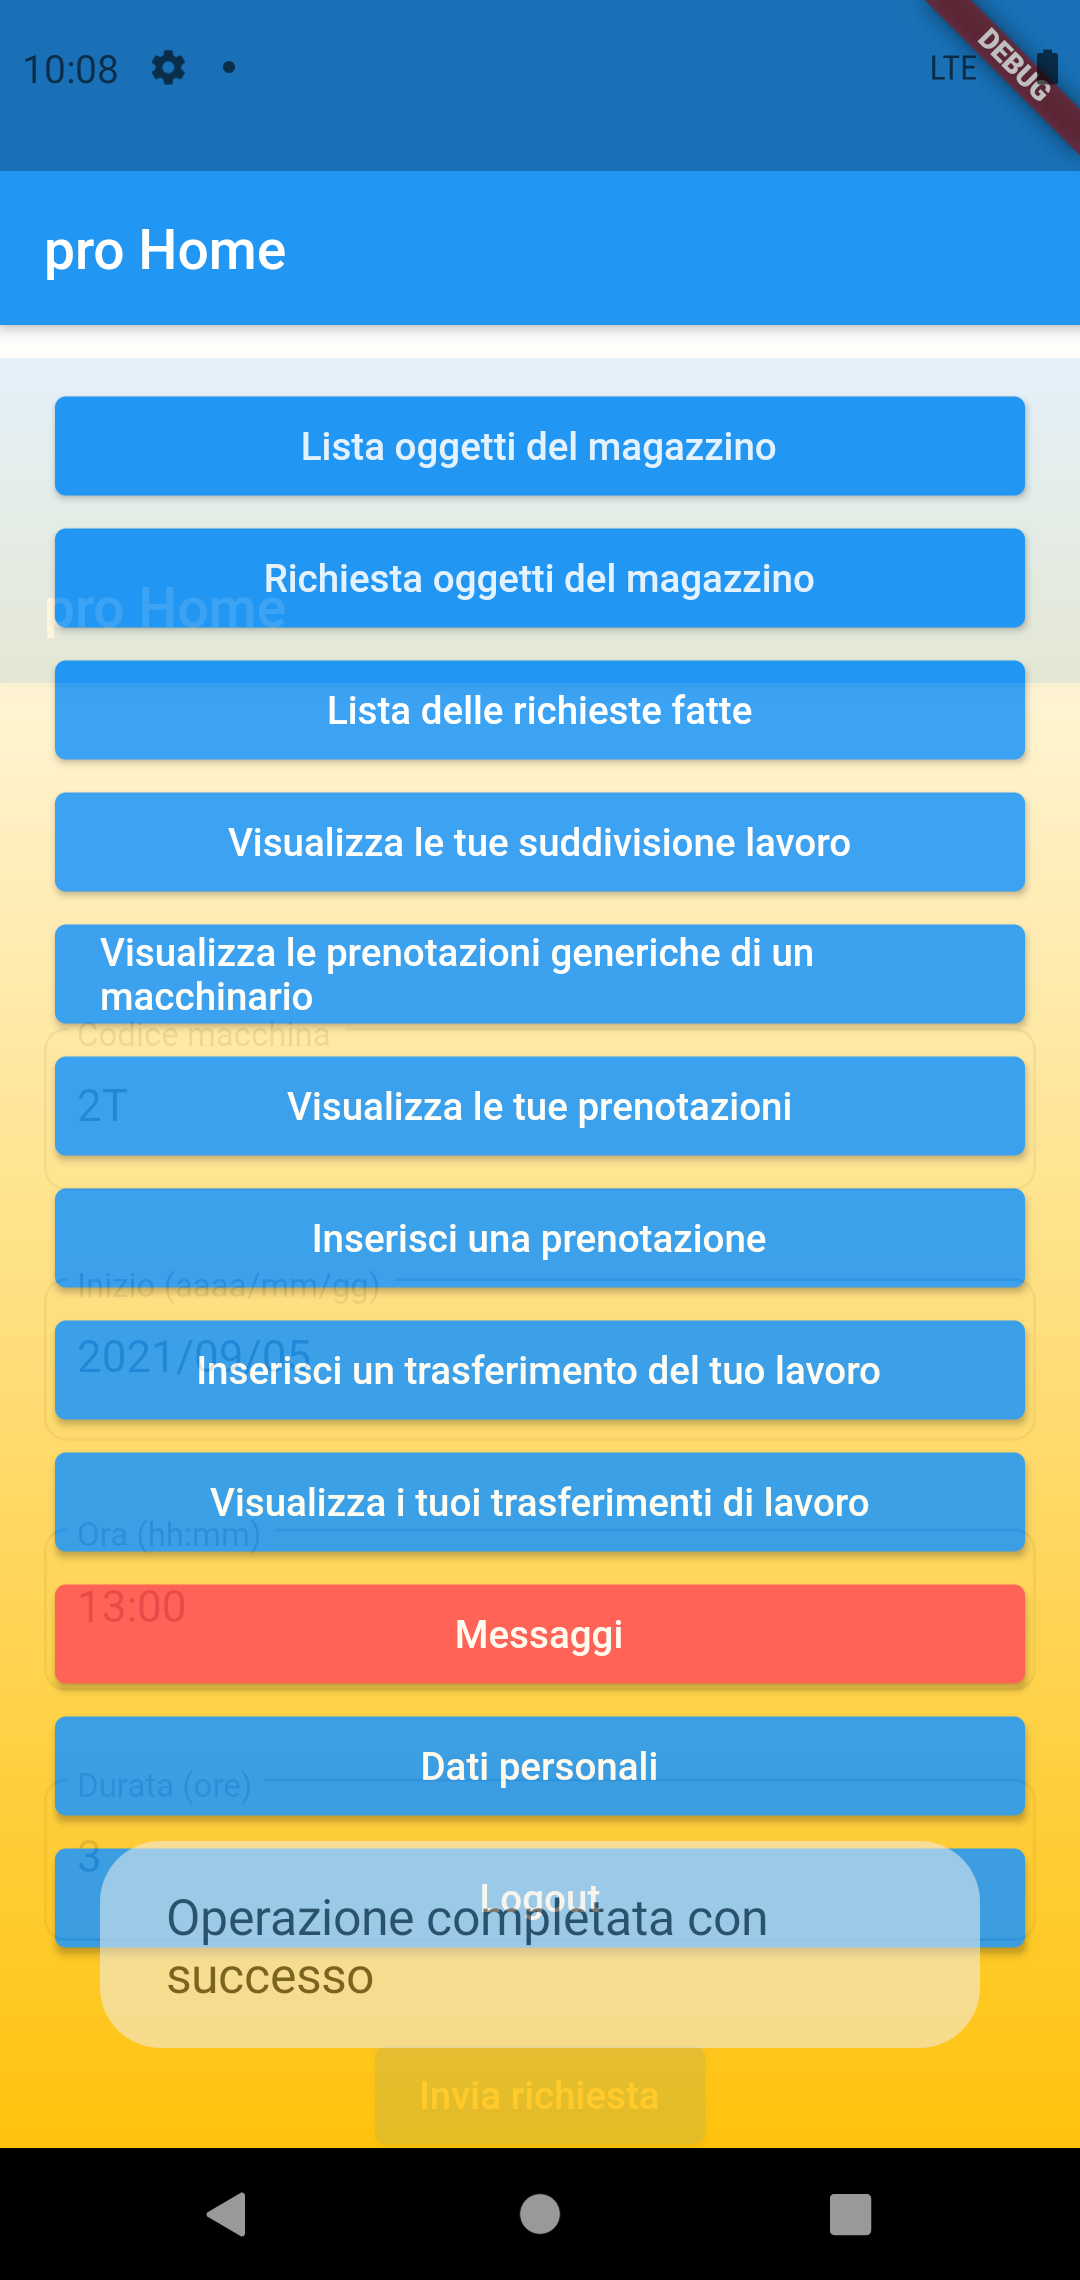 10:08
LTE
DEBUG
pro Home
Lista oggetti del magazzino
Richiesta oggetti del magazzino
pro Home
Lista delle richieste fatte
Visualizza le tue suddivisione lavoro
Visualizza le prenotazioni generiche di un
macchinario
Codice macchina
2T
Visualizza le tue prenotazioni
Inserisci una prenotazione
Inizio (aaaa/mm/gg)
2021/09/05
Inserisci un trasferimento del tuo lavoro
Visualizza i tuoi trasferimenti di lavoro
Ora (hh:mm)
13:00
Messaggi
Dati personali
Durata (ore)
3
Logout
Operazione completata con
successo
Invia richiesta